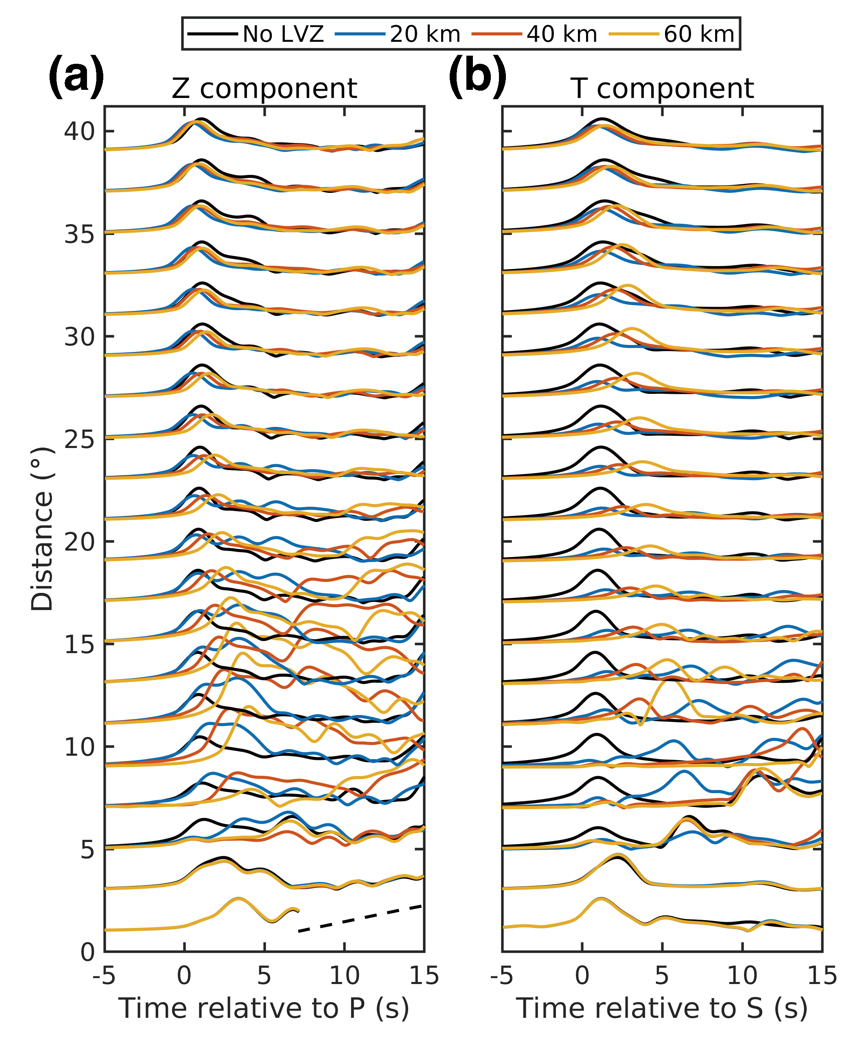 No LVZ 20 km 40 km 60 km
(a) Z component
(b) T component
Distance (°)
40
35
30
25
20
15
10
5
0
-5 0 5 10 15
-5 0 5 10 15
Time relative to P (s)
Time relative to S (s)